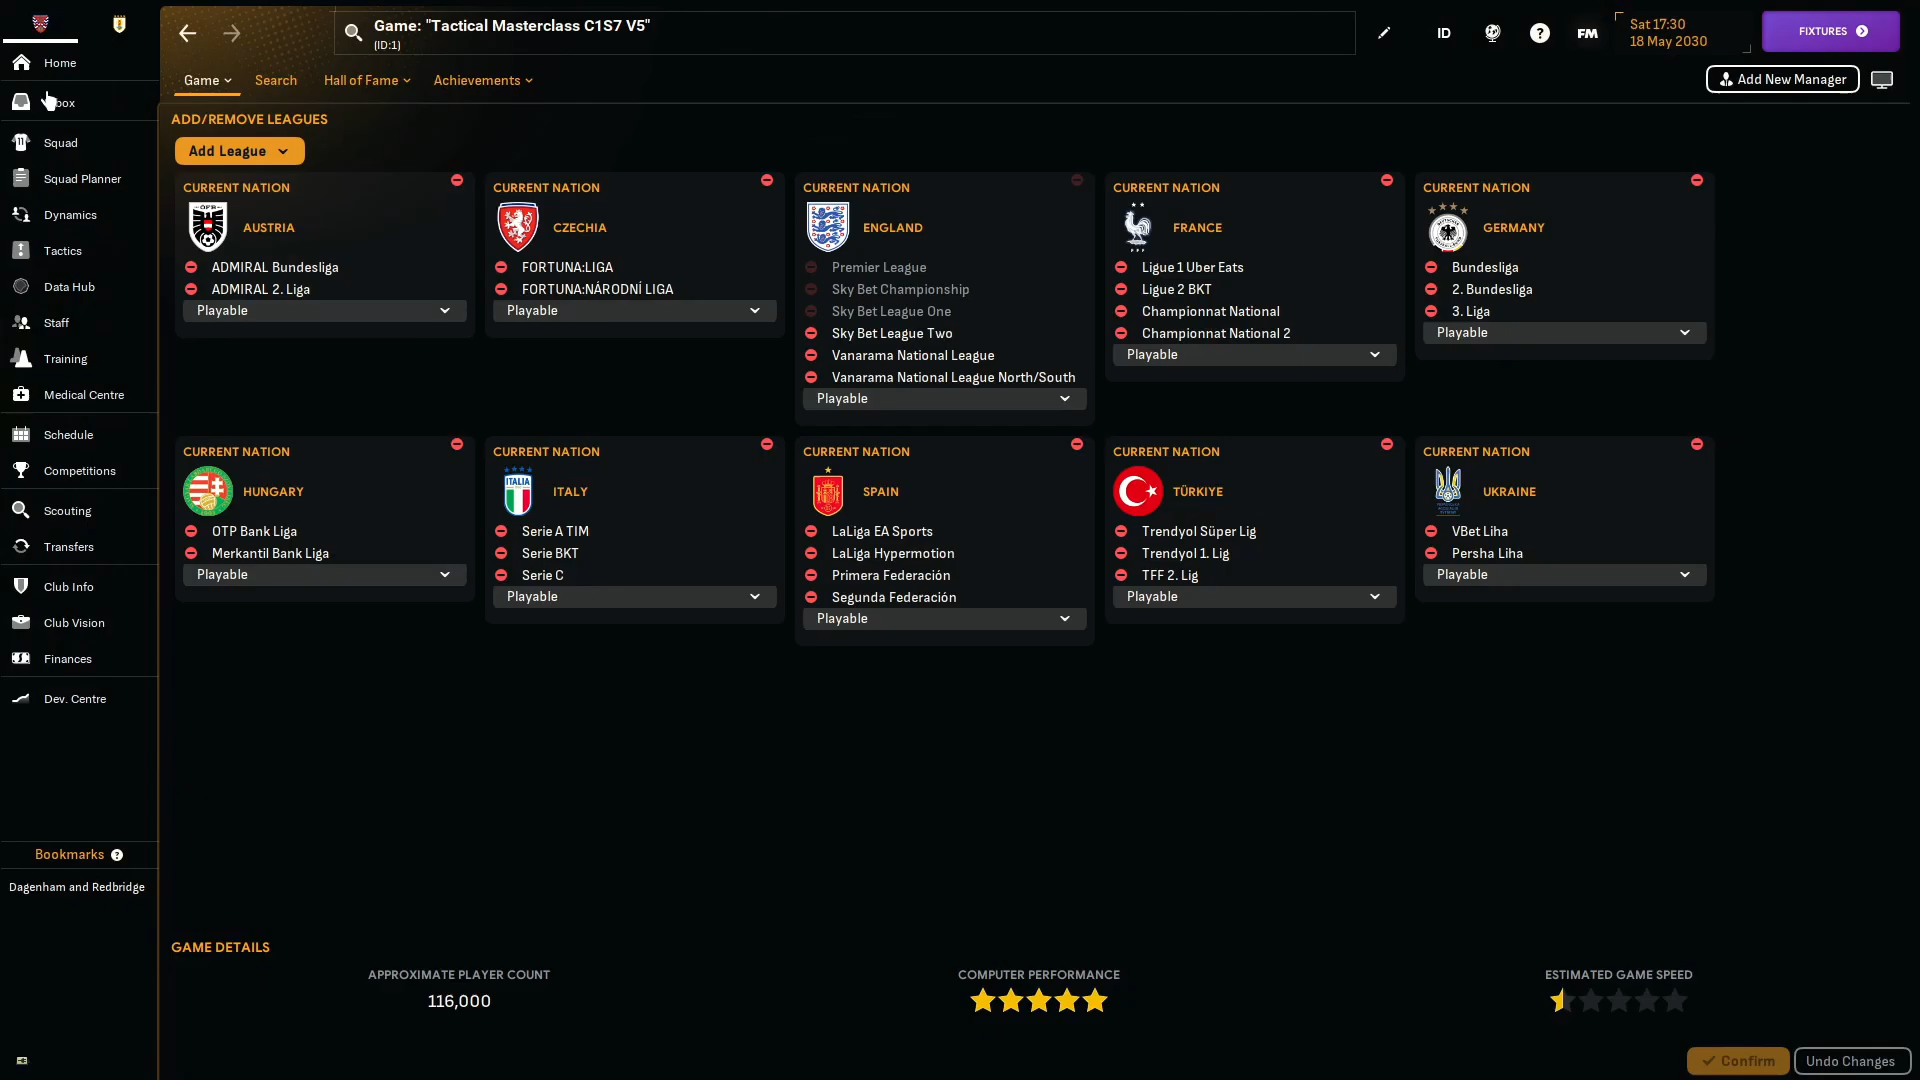 Game: "Tactical Masterclass C1S7 V5"
(ID:1)
ID
FM
Sat 17:30
18 May 2030
FIXTURES
Game
Search
Hall of Fame
Achievements
Add New Manager
Home
Squad
Squad Planner
Dynamics
Tactics
Data Hub
Staff
Training
Medical Centre
Schedule
Competitions
Scouting
Transfers
Club Info
Club Vision
Finances
Dev. Centre
Bookmarks ?
Dagenham and Redbridge
ADD/REMOVE LEAGUES
Add League
CURRENT NATION
AUSTRIA
ADMIRAL Bundesliga
ADMIRAL 2. Liga
Playable
CURRENT NATION
CZECHIA
FORTUNA:LIGA
FORTUNA:NÁRODNÍ LIGA
Playable
CURRENT NATION
ENGLAND
Premier League
Sky Bet Championship
Sky Bet League One
Sky Bet League Two
Vanarama National League
Vanarama National League North/South
Playable
CURRENT NATION
FRANCE
Ligue 1 Uber Eats
Ligue 2 BKT
Championnat National
Championnat National 2
Playable
CURRENT NATION
GERMANY
Bundesliga
2. Bundesliga
3. Liga
Playable
CURRENT NATION
HUNGARY
OTP Bank Liga
Merkantil Bank Liga
Playable
CURRENT NATION
ITALIA
ITALY
Serie A TIM
Serie BKT
Serie C
Playable
CURRENT NATION
SPAIN
LaLiga EA Sports
LaLiga Hypermotion
Primera Federación
Segunda Federación
Playable
CURRENT NATION
TÜRKIYE
Trendyol Süper Lig
Trendyol 1. Lig
TFF 2. Lig
Playable
CURRENT NATION
UKRAINE
VBet Liha
Persha Liha
Playable
GAME DETAILS
APPROXIMATE PLAYER COUNT
116,000
COMPUTER PERFORMANCE
ESTIMATED GAME SPEED
Confirm
Undo Changes